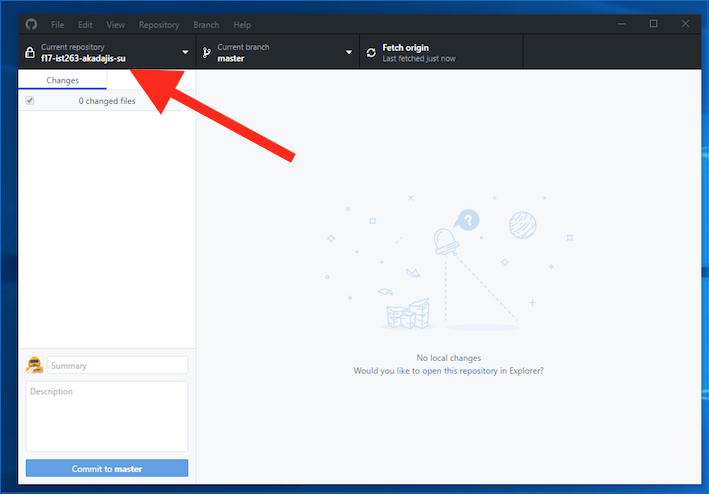 File Edit View Repository Branch Help
Current repository
f17-ist263-akadajis-su
Current branch
master
Fetch origin
Last fetched just now
Changes
0 changed files
?
No local changes
Would you like to open this repository in Explorer?
Summary
Description
Commit to master